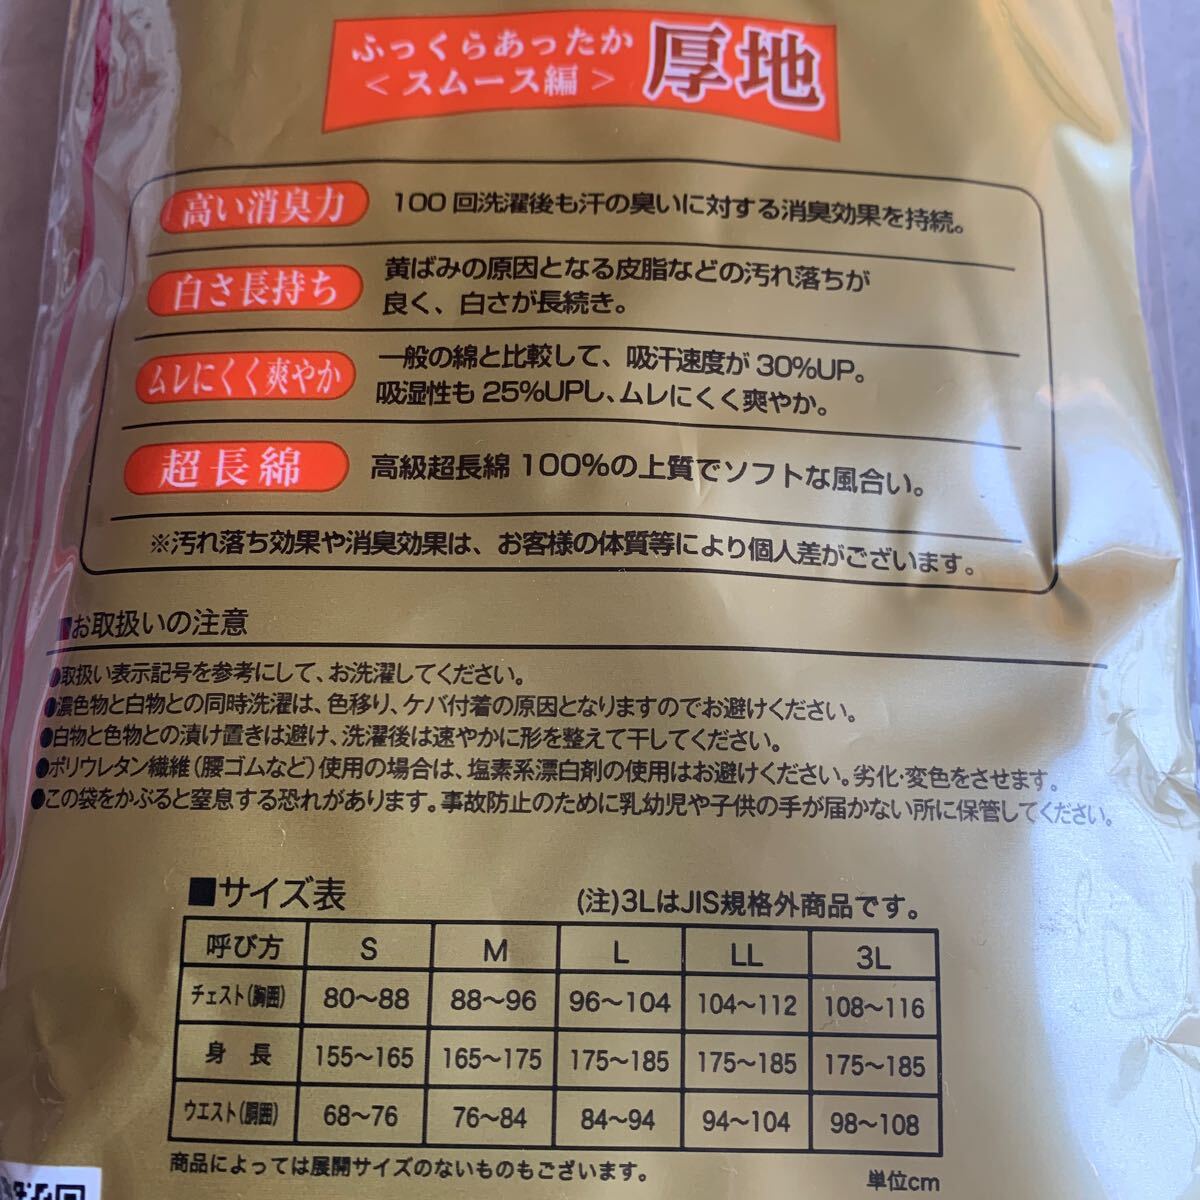 ふっくらあったか
＜スムース編＞ 厚地
高い消臭力 100回洗濯後も汗の臭いに対する消臭効果を持続。
白さ長持ち 黄ばみの原因となる皮脂などの汚れ落ちが
良く、白さが長続き。
ムレにくく爽やか 一般の綿と比較して、吸汗速度が30%UP。
吸湿性も25%UPし、ムレにくく爽やか。
超長綿 高級超長綿100%の上質でソフトな風合い。
※汚れ落ち効果や消臭効果は、お客様の体質等により個人差がございます。
■お取扱いの注意
●取扱い表示記号を参考にして、お洗濯してください。
●濃色物と白物との同時洗濯は、色移り、ケバ付着の原因となりますのでお避けください。
●白物と色物との漬け置きは避け、洗濯後は速やかに形を整えて干してください。
●ポリウレタン繊維（腰ゴムなど）使用の場合は、塩素系漂白剤の使用はお避けください。劣化・変色をさせます。
●この袋をかぶると窒息する恐れがあります。事故防止のために乳幼児や子供の手が届かない所に保管してください。
■サイズ表 (注)3LはJIS規格外商品です。
呼び方 S M L LL 3L
チェスト(胸囲) 80〜88 88〜96 96〜104 104〜112 108〜116
身長 155〜165 165〜175 175〜185 175〜185 175〜185
ウエスト(胴囲) 68〜76 76〜84 84〜94 94〜104 98〜108
商品によっては展開サイズのないものもございます。 単位cm